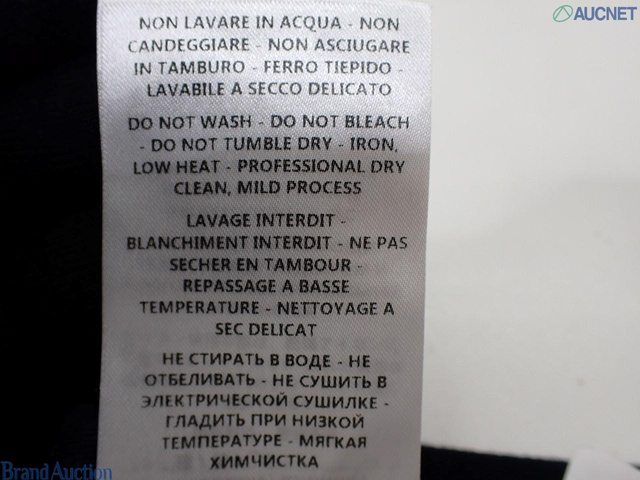 AUCNET
NON LAVARE IN ACQUA - NON
CANDEGGIARE - NON ASCIUGARE
IN TAMBURO - FERRO TIEPIDO -
LAVABILE A SECCO DELICATO
DO NOT WASH - DO NOT BLEACH
- DO NOT TUMBLE DRY - IRON,
LOW HEAT - PROFESSIONAL DRY
CLEAN, MILD PROCESS
LAVAGE INTERDIT -
BLANCHIMENT INTERDIT - NE PAS
SECHER EN TAMBOUR -
REPASSAGE A BASSE
TEMPERATURE - NETTOYAGE A
SEC DELICAT
НЕ СТИРАТЬ В ВОДЕ - НЕ
ОТБЕЛИВАТЬ - НЕ СУШИТЬ В
ЭЛЕКТРИЧЕСКОЙ СУШИЛКЕ -
ГЛАДИТЬ ПРИ НИЗКОЙ
ТЕМПЕРАТУРЕ - МЯГКАЯ
ХИМЧИСТКА
Brand Auction